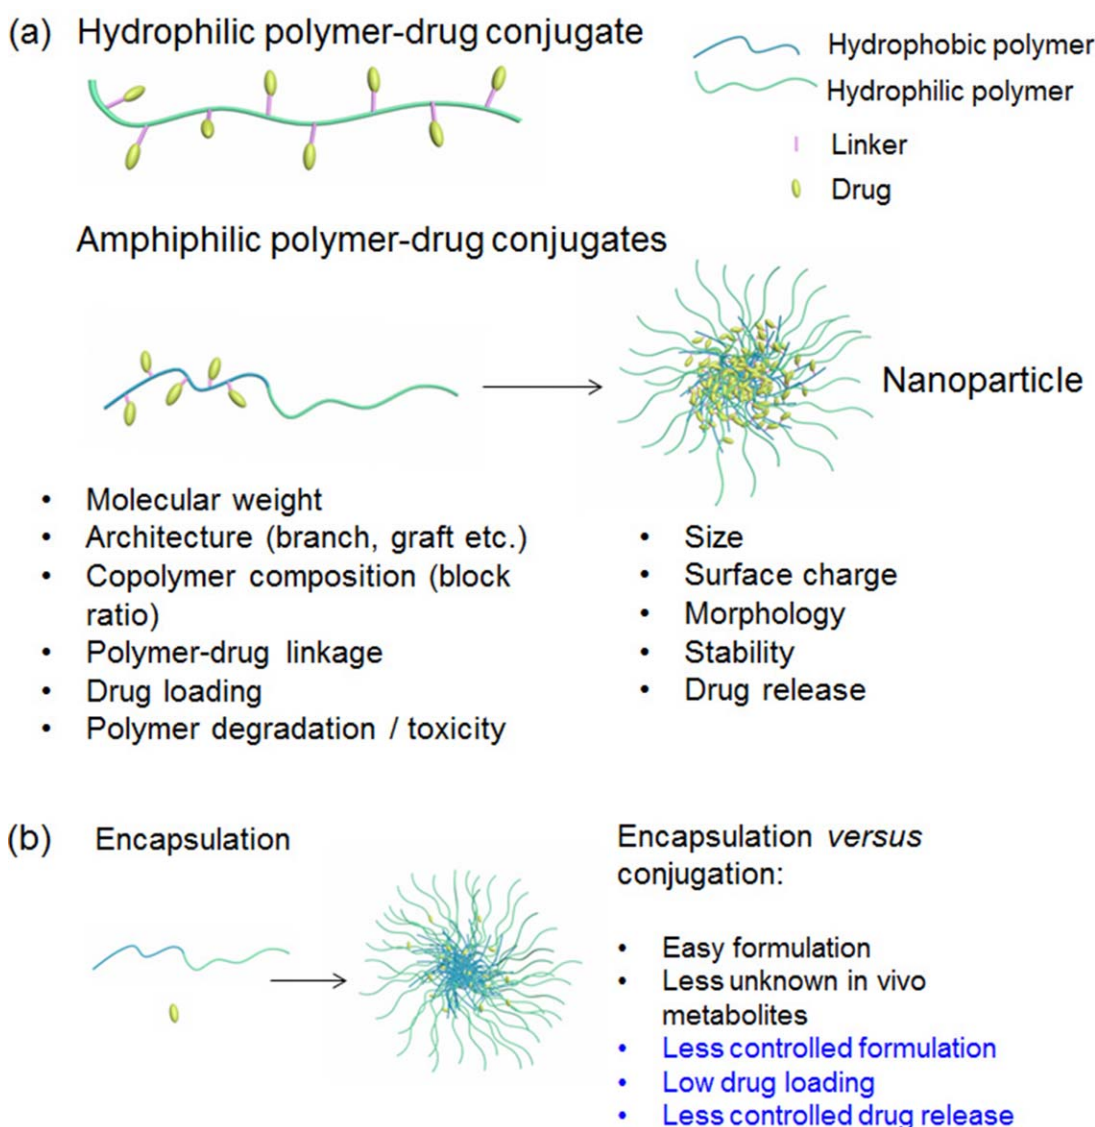 (a) Hydrophilic polymer-drug conjugate
Hydrophobic polymer
Hydrophilic polymer
Linker
Drug
Amphiphilic polymer-drug conjugates
Nanoparticle
• Molecular weight
• Architecture (branch, graft etc.)
• Copolymer composition (block
ratio)
• Polymer-drug linkage
• Drug loading
• Polymer degradation / toxicity
• Size
• Surface charge
• Morphology
• Stability
• Drug release
(b) Encapsulation
Encapsulation versus
conjugation:
• Easy formulation
• Less unknown in vivo
metabolites
• Less controlled formulation
• Low drug loading
• Less controlled drug release